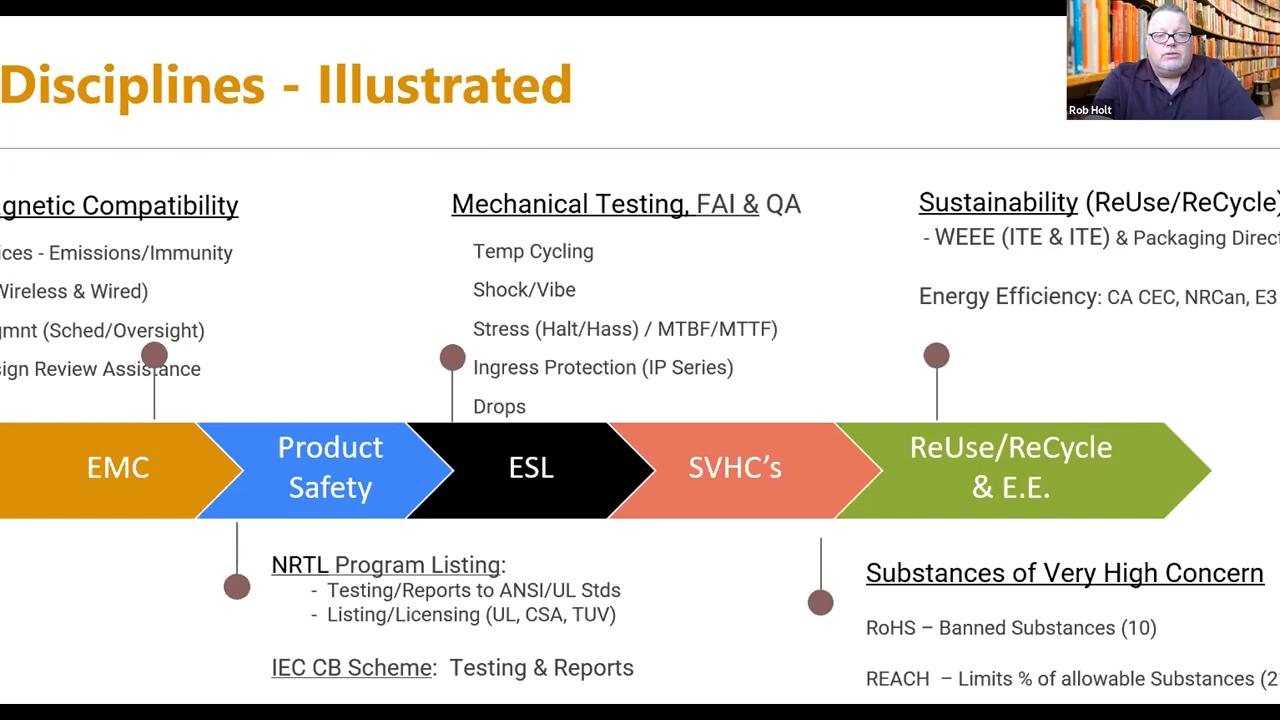 Disciplines - Illustrated
Rob Holt
gnetic Compatibility
ices - Emissions/Immunity
Wireless & Wired)
gmnt (Sched/Oversight)
sign Review Assistance
Mechanical Testing, FAI & QA
Temp Cycling
Shock/Vibe
Stress (Halt/Hass) / MTBF/MTTF)
Ingress Protection (IP Series)
Drops
Sustainability (ReUse/ReCycle)
- WEEE (ITE & ITE) & Packaging Direct
Energy Efficiency: CA CEC, NRCan, E3
EMC
Product
Safety
ESL
SVHC’s
ReUse/ReCycle
& E.E.
NRTL Program Listing:
- Testing/Reports to ANSI/UL Stds
- Listing/Licensing (UL, CSA, TUV)
IEC CB Scheme: Testing & Reports
Substances of Very High Concern
RoHS – Banned Substances (10)
REACH – Limits % of allowable Substances (2